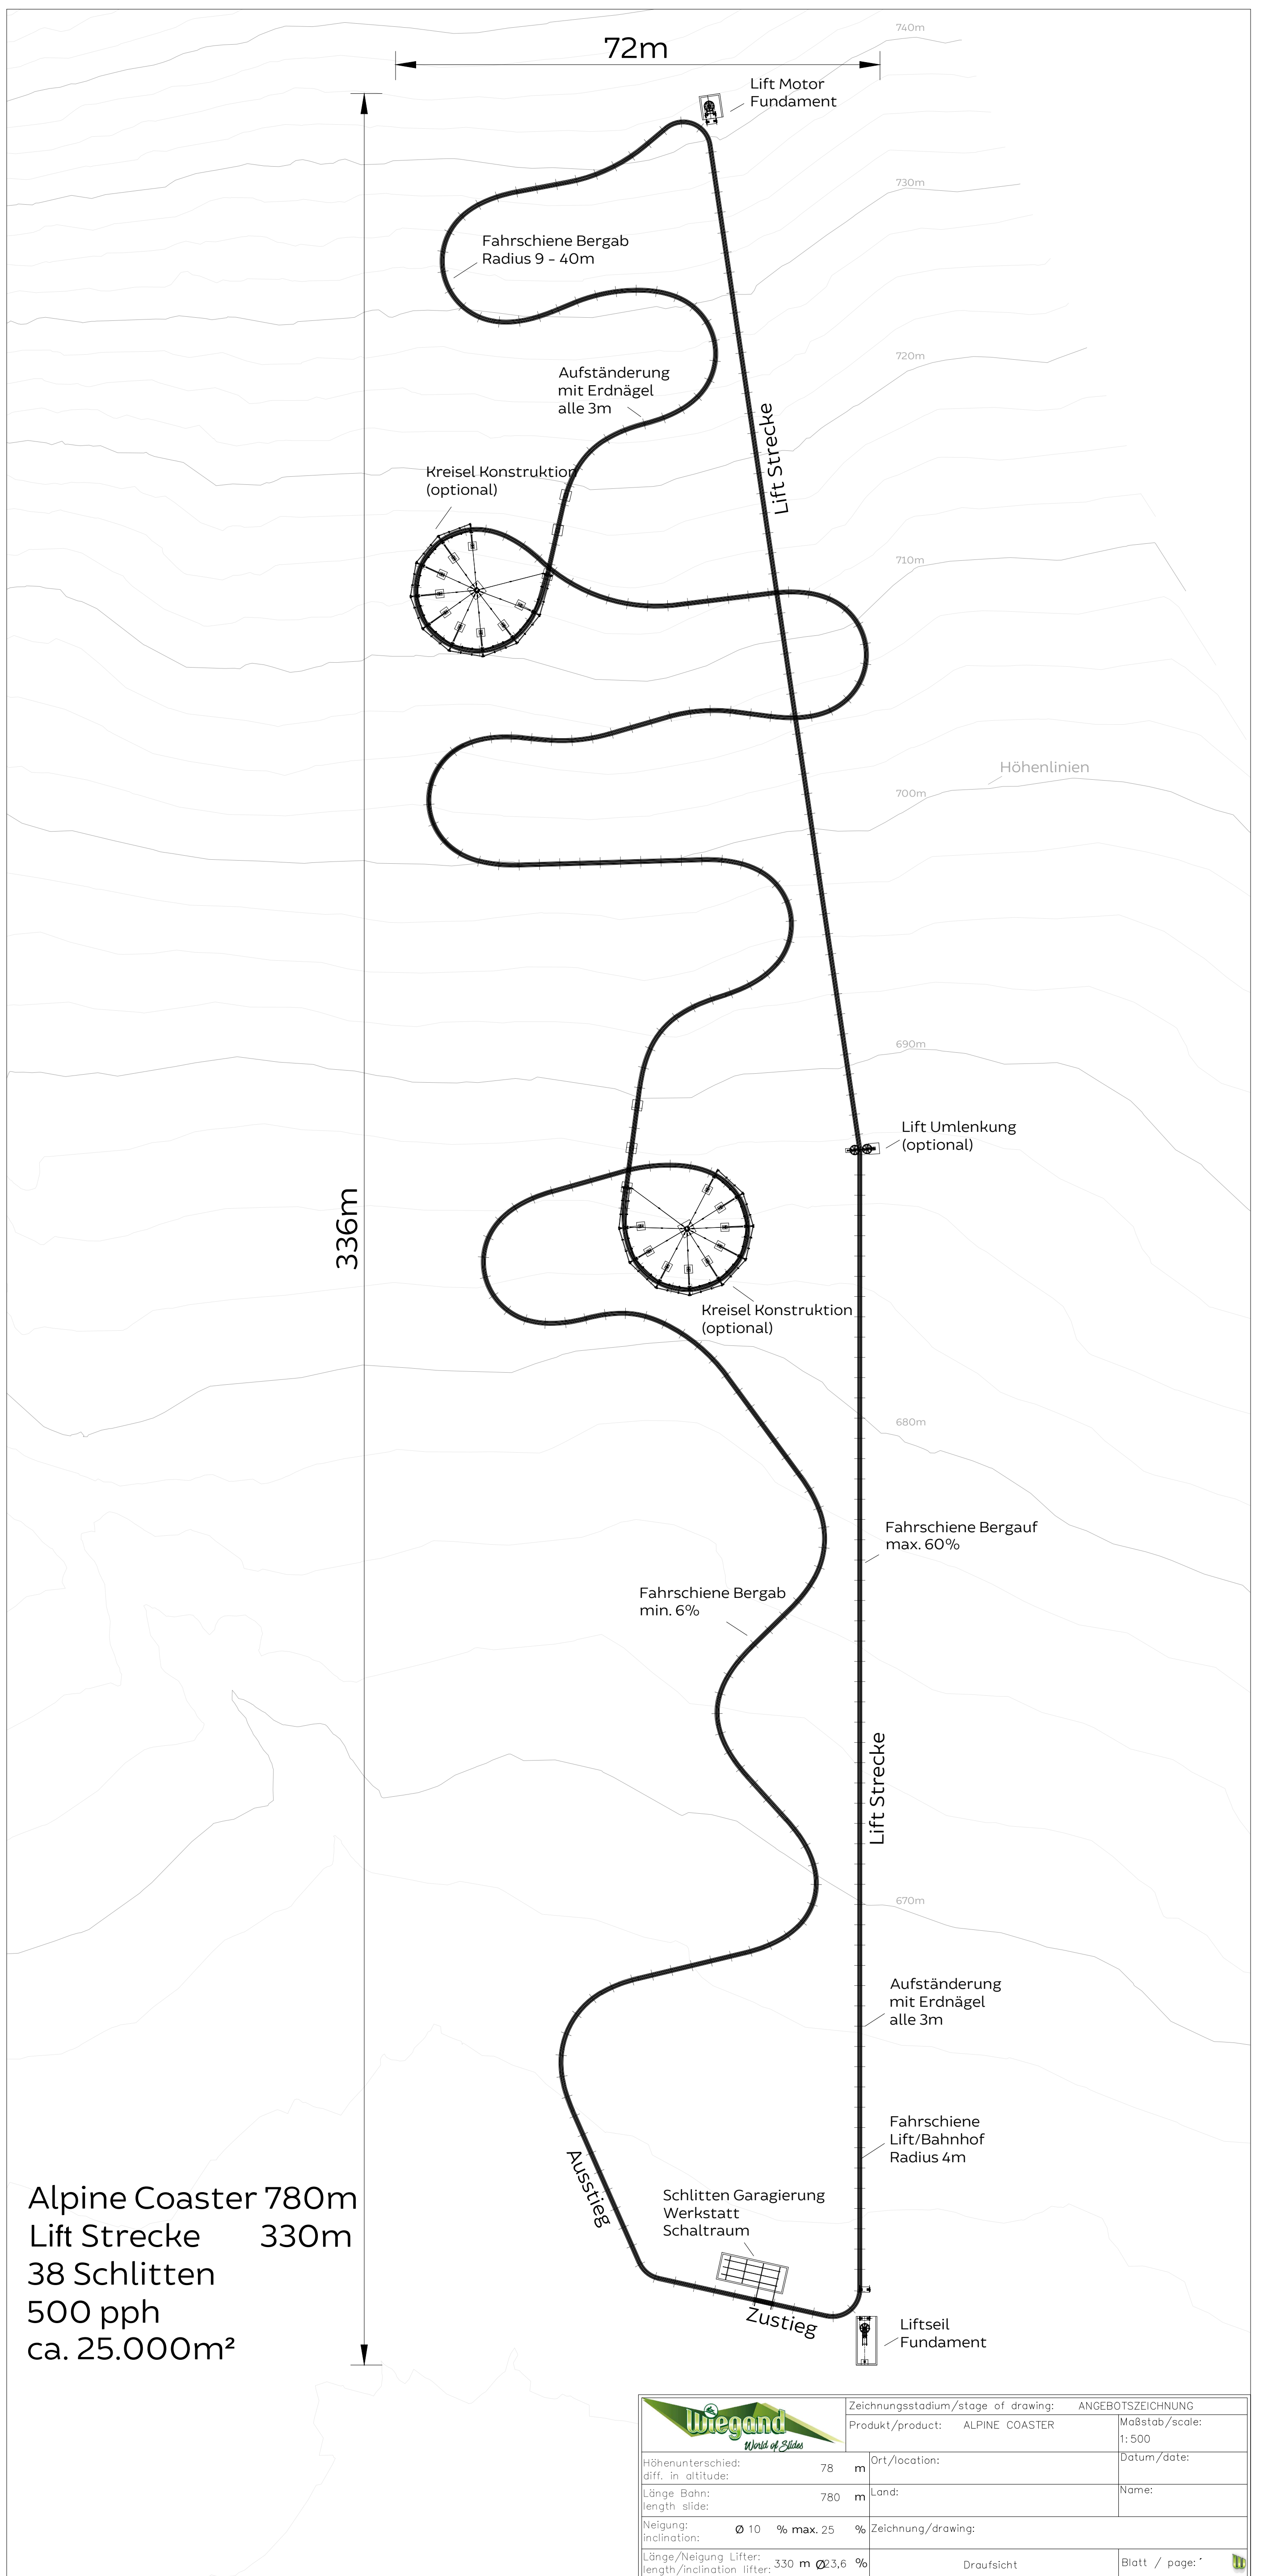 740m
72m
Lift Motor
Fundament
730m
Fahrschiene Bergab
Radius 9 - 40m
720m
Aufständerung
mit Erdnägel
alle 3m
Lift Strecke
Kreisel Konstruktion
(optional)
710m
Höhenlinien
700m
690m
Lift Umlenkung
(optional)
336m
Kreisel Konstruktion
(optional)
680m
Fahrschiene Bergauf
max. 60%
Fahrschiene Bergab
min. 6%
Lift Strecke
670m
Aufständerung
mit Erdnägel
alle 3m
Fahrschiene
Lift/Bahnhof
Radius 4m
Ausstieg
Schlitten Garagierung
Werkstatt
Schaltraum
Zustieg
Liftseil
Fundament
Alpine Coaster 780m
Lift Strecke 330m
38 Schlitten
500 pph
ca. 25.000m²
Wiegand
World of Slides
Zeichnungsstadium/stage of drawing: ANGEBOTSZEICHNUNG
Produkt/product: ALPINE COASTER
Maßstab/scale:
1:500
Höhenunterschied:
diff. in altitude:
78 m
Ort/location:
Datum/date:
Länge Bahn:
length slide:
780 m
Land:
Name:
Neigung:
inclination:
Ø 10 % max. 25 %
Zeichnung/drawing:
Länge/Neigung Lifter:
length/inclination lifter:
330 m Ø23,6 %
Draufsicht
Blatt / page: